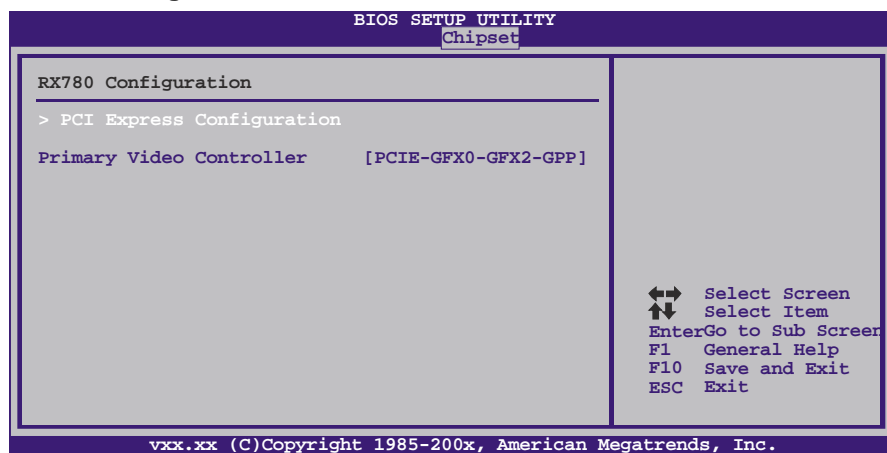 BIOS SETUP UTILITY
Chipset
RX780 Configuration
> PCI Express Configuration
Primary Video Controller [PCIE-GFX0-GFX2-GPP]
Select Screen
Select Item
EnterGo to Sub Screen
F1 General Help
F10 Save and Exit
ESC Exit
vxx.xx (C)Copyright 1985-200x, American Megatrends, Inc.